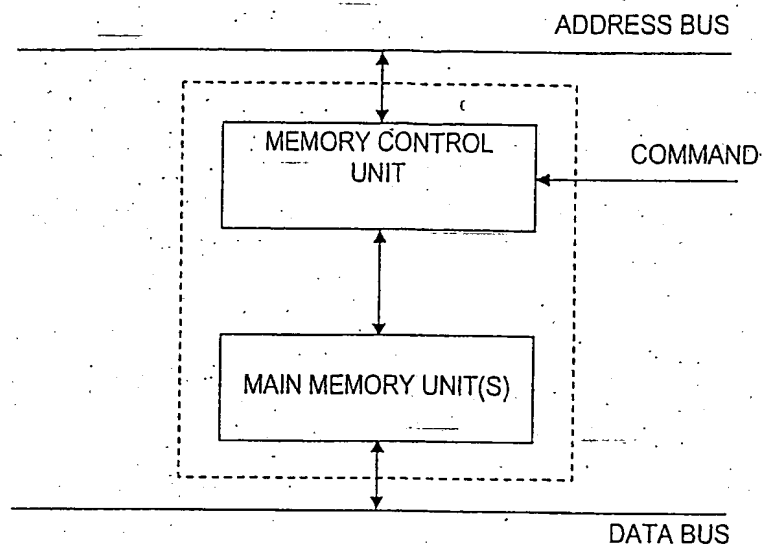 ADDRESS BUS
MEMORY CONTROL
UNIT
COMMAND
MAIN MEMORY UNIT(S)
DATA BUS